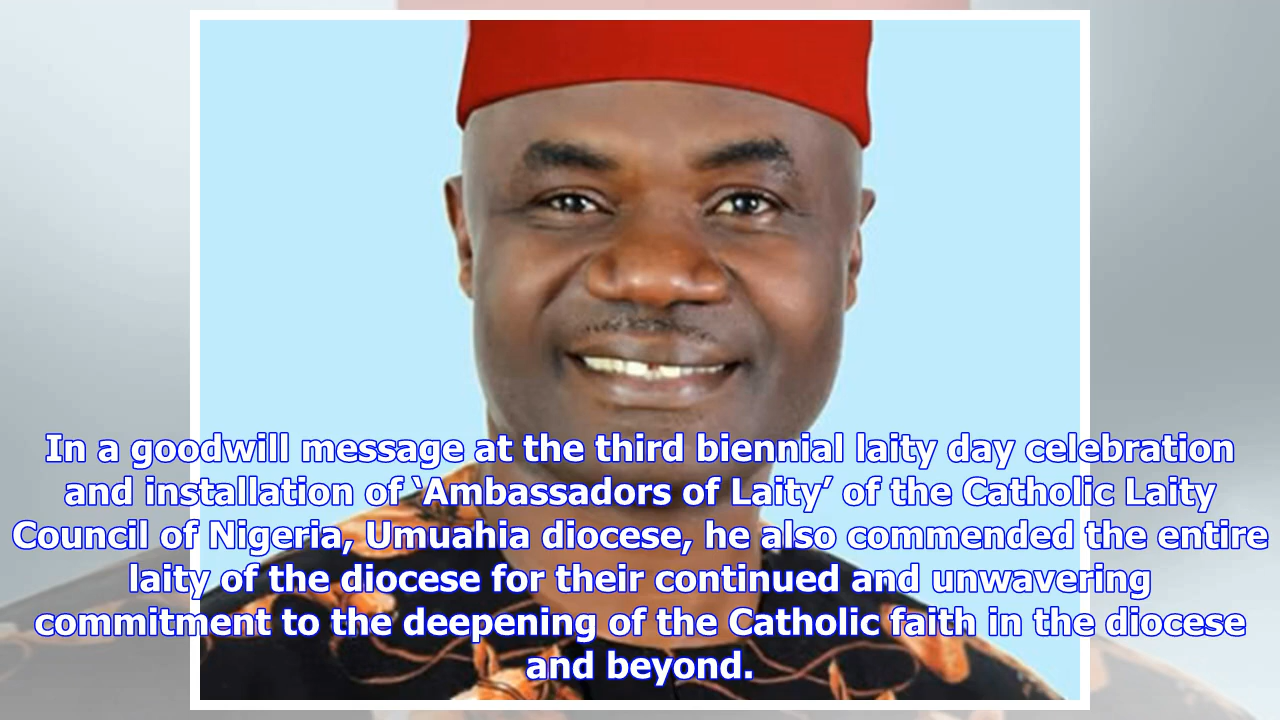 In a goodwill message at the third biennial laity day celebration
and installation of ‘Ambassadors of Laity’ of the Catholic Laity
Council of Nigeria, Umuahia diocese, he also commended the entire
laity of the diocese for their continued and unwavering
commitment to the deepening of the Catholic faith in the diocese
and beyond.